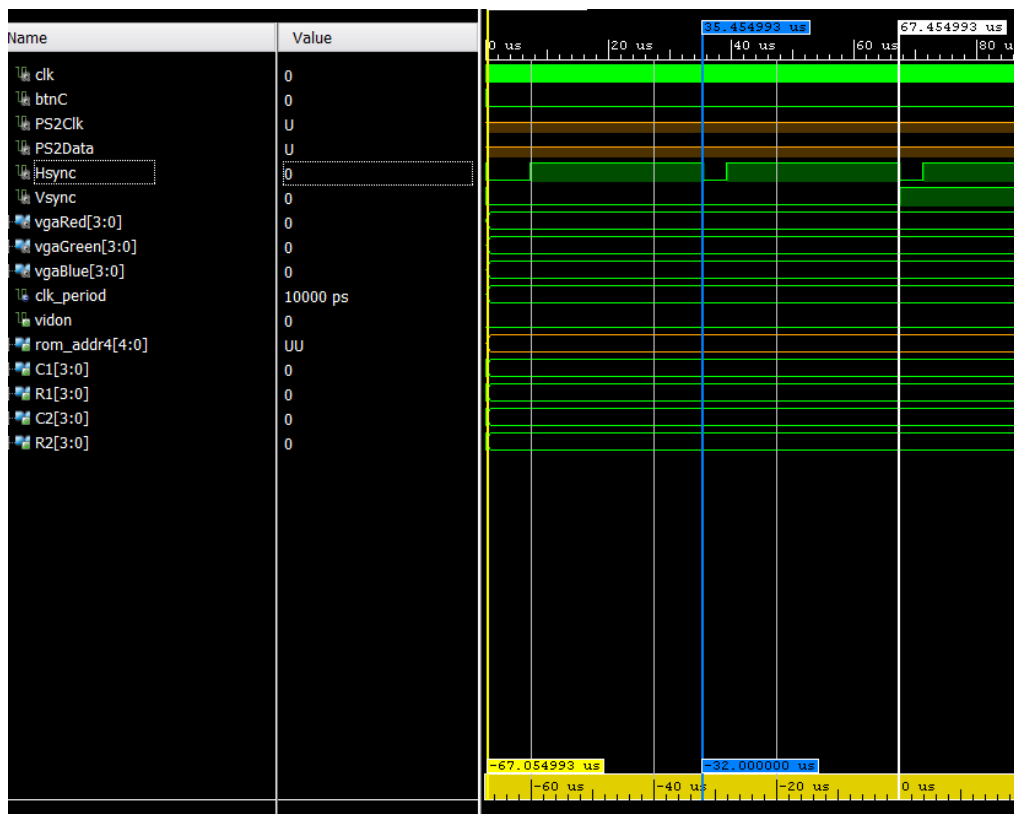 Name Value
35.454993 us 67.454993 us
0 us 20 us 40 us 60 us 80 u
clk 0
btnC 0
PS2Clk U
PS2Data U
Hsync 0
Vsync 0
vgaRed[3:0] 0
vgaGreen[3:0] 0
vgaBlue[3:0] 0
clk_period 10000 ps
vidon 0
rom_addr4[4:0] UU
C1[3:0] 0
R1[3:0] 0
C2[3:0] 0
R2[3:0] 0
-67.054993 us -32.000000 us
-60 us -40 us -20 us 0 us